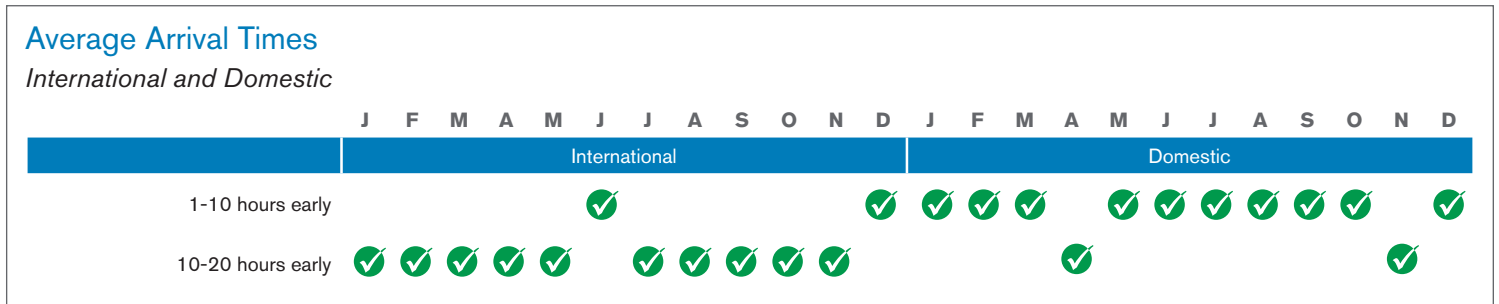 Average Arrival Times
International and Domestic
J F M A M J J A S O N D J F M A M J J A S O N D
International Domestic
1-10 hours early
10-20 hours early